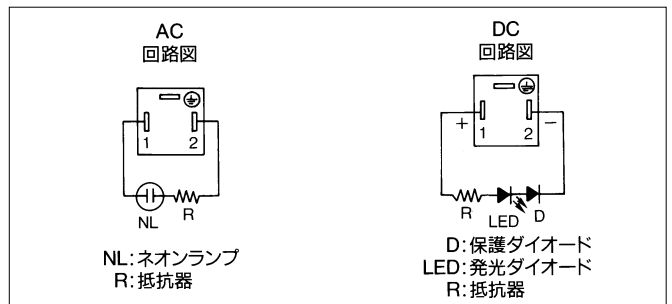 AC
回路図
1 2
NL R
NL:ネオンランプ
R:抵抗器
DC
回路図
+ 1 2 −
R LED D
D:保護ダイオード
LED:発光ダイオード
R:抵抗器